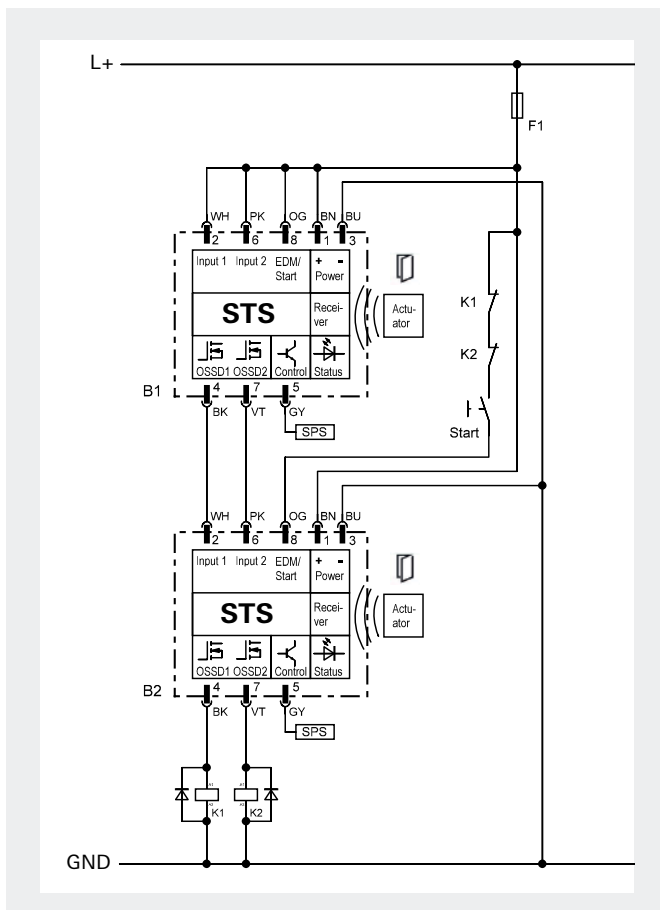 L+
F1
WH PK OG BN BU
2 6 8 1 3
Input 1 Input 2 EDM/ + -
Start Power
STS Recei-
ver
Actu-
ator
OSSD1 OSSD2 Control Status
B1 4 7 5
BK VT GY
SPS
K1
K2
Start
WH PK OG BN BU
2 6 8 1 3
Input 1 Input 2 EDM/ + -
Start Power
STS Recei-
ver
Actu-
ator
OSSD1 OSSD2 Control Status
B2 4 7 5
BK VT GY
SPS
K1 K2
GND